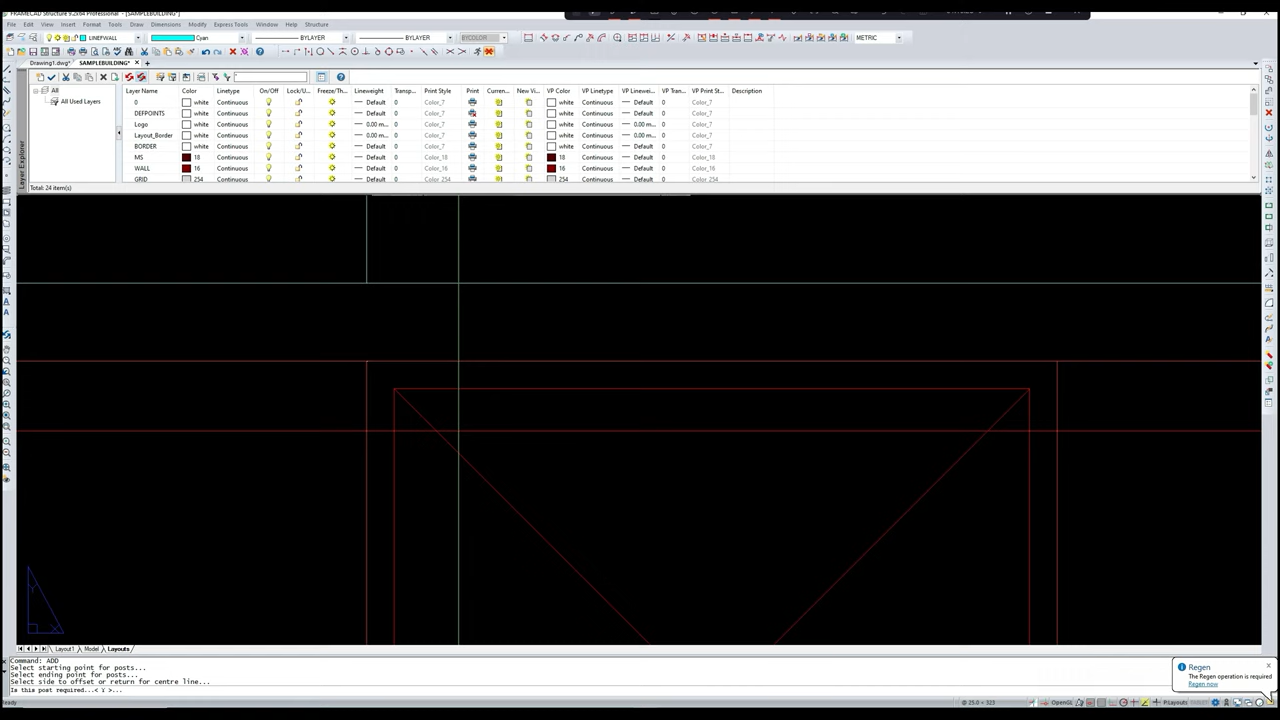 FRAMECAD Structure 9.2x64 Professional - [SAMPLEBUILDING*]
File Edit View Insert Format Tools Draw Dimensions Modify Express Tools Window Help Structure
LINEFWALL Cyan BYLAYER BYLAYER BYCOLOR METRIC
Drawing1.dwg* SAMPLEBUILDING*
All
All Used Layers
Layer Explorer
Layer Name Color Linetype On/Off Lock/U... Freeze/Th... Lineweight Transp... Print Style Print Curren... New Vi... VP Color VP Linetype VP Linewei... VP Tran... VP Print St... Description
0 white Continuous Default 0 Color_7 white Continuous Default 0 Color_7
DEFPOINTS white Continuous Default 0 Color_7 white Continuous Default 0 Color_7
Logo white Continuous 0.00 m... 0 Color_7 white Continuous 0.00 m... 0 Color_7
Layout_Border white Continuous 0.00 m... 0 Color_7 white Continuous 0.00 m... 0 Color_7
BORDER white Continuous Default 0 Color_7 white Continuous Default 0 Color_7
MS 18 Continuous Default 0 Color_18 18 Continuous Default 0 Color_18
WALL 16 Continuous Default 0 Color_16 16 Continuous Default 0 Color_16
GRID 254 Continuous Default 0 Color_254 254 Continuous Default 0 Color_254
Total: 24 item(s)
Layout1 Model Layouts
Command: ADD
Select starting point for posts...
Select ending point for posts...
Select side to offset or return for centre line...
Is this post required...< Y >...
Regen
The Regen operation is required
Regen now
Ready
@ 25.0 < 323 OpenGL P:Layouts TABLET